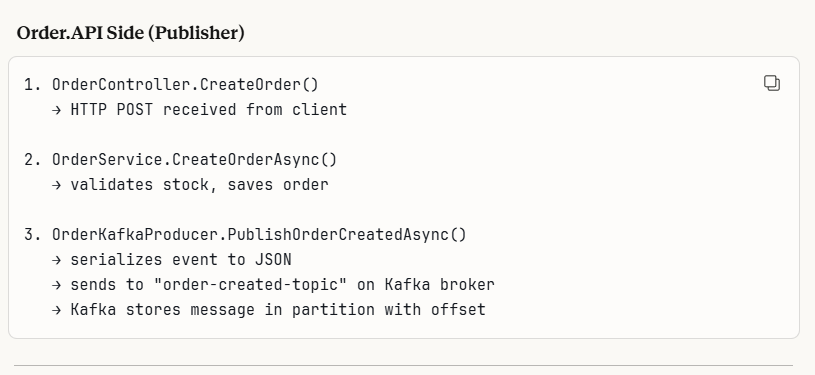 Order.API Side (Publisher)
1. OrderController.CreateOrder()
→ HTTP POST received from client
2. OrderService.CreateOrderAsync()
→ validates stock, saves order
3. OrderKafkaProducer.PublishOrderCreatedAsync()
→ serializes event to JSON
→ sends to "order-created-topic" on Kafka broker
→ Kafka stores message in partition with offset